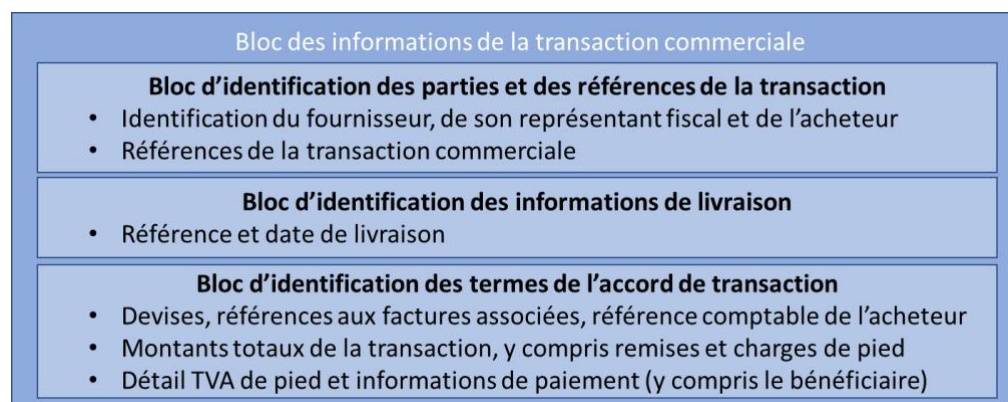 Bloc des informations de la transaction commerciale
Bloc d'identification des parties et des références de la transaction
• Identification du fournisseur, de son représentant fiscal et de l'acheteur
• Références de la transaction commerciale
Bloc d'identification des informations de livraison
• Référence et date de livraison
Bloc d'identification des termes de l'accord de transaction
• Devises, références aux factures associées, référence comptable de l'acheteur
• Montants totaux de la transaction, y compris remises et charges de pied
• Détail TVA de pied et informations de paiement (y compris le bénéficiaire)